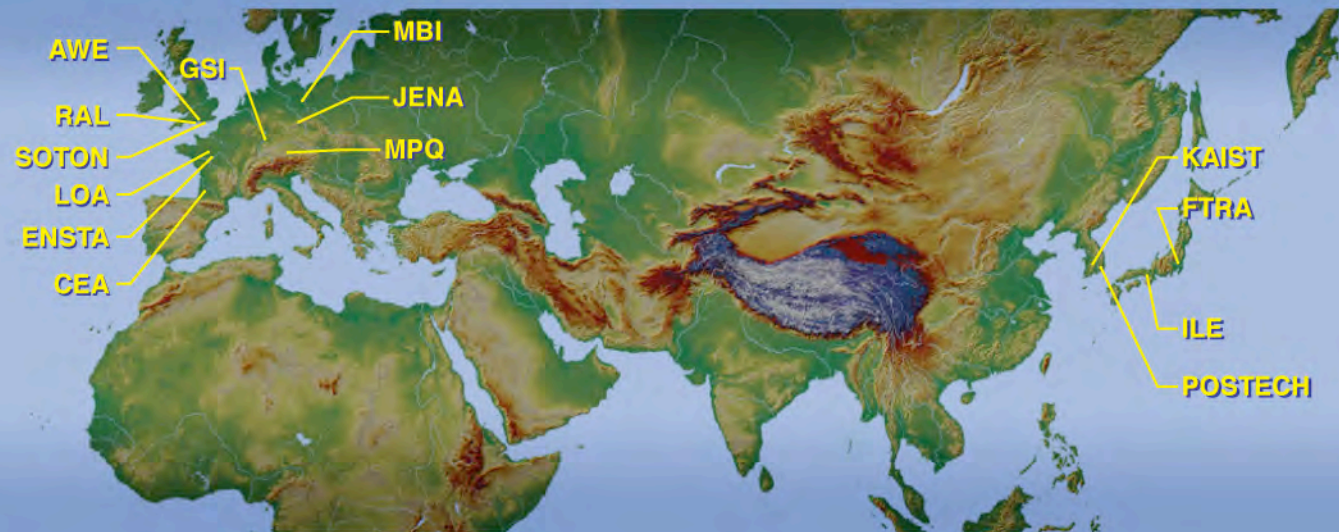 AWE
GSI
MBI
RAL
JENA
SOTON
MPQ
LOA
ENSTA
CEA
KAIST
FTRA
ILE
POSTECH